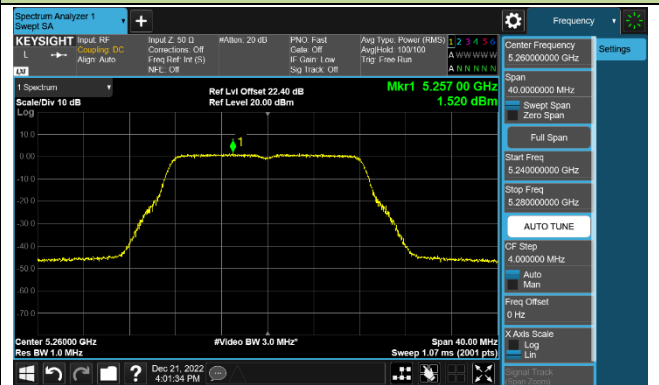 Spectrum Analyzer 1
Swept SA
Frequency
KEYSIGHT
L
LXI
Input: RF
Coupling: DC
Align: Auto
Input Z: 50 Ω
Corrections: Off
Freq Ref: Int (S)
NFE: Off
#Atten: 20 dB
PNO: Fast
Gate: Off
IF Gain: Low
Sig Track: Off
Avg Type: Power (RMS)
Avg|Hold: 100/100
Trig: Free Run
1 2 3 4 5 6
A W W W W W
A N N N N N
1 Spectrum
Scale/Div 10 dB
Log
Ref Lvl Offset 22.40 dB
Ref Level 20.00 dBm
Mkr1 5.257 00 GHz
1.520 dBm
1
10.0
0.00
-10.0
-20.0
-30.0
-40.0
-50.0
-60.0
-70.0
Center 5.26000 GHz
Res BW 1.0 MHz
#Video BW 3.0 MHz*
Span 40.00 MHz
Sweep 1.07 ms (2001 pts)
Dec 21, 2022
4:01:34 PM
Center Frequency
5.260000000 GHz
Span
40.0000000 MHz
Swept Span
Zero Span
Full Span
Start Freq
5.240000000 GHz
Stop Freq
5.280000000 GHz
AUTO TUNE
CF Step
4.000000 MHz
Auto
Man
Freq Offset
0 Hz
X Axis Scale
Log
Lin
Signal Track
(Span Zoom)
Settings